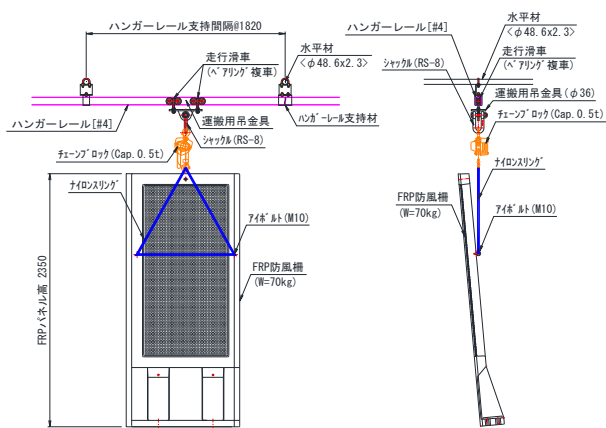 ハンガーレール支持間隔@1820
走行滑車
(ﾍﾞｱﾘﾝｸﾞ複車)
水平材
<φ48.6x2.3>
ハンガーレール[#4]
運搬用吊金具
ｼｬｯｸﾙ(RS-8)
ﾊﾝｶﾞｰﾚｰﾙ支持材
ﾁｪｰﾝﾌﾞﾛｯｸ(Cap.0.5t)
ﾅｲﾛﾝｽﾘﾝｸﾞ
ｱｲﾎﾞﾙﾄ(M10)
FRP防風柵
(W=70kg)
FRPパネル高 2350
水平材
<φ48.6x2.3>
ハンガーレール[#4]
走行滑車
(ﾍﾞｱﾘﾝｸﾞ複車)
ｼｬｯｸﾙ(RS-8)
運搬用吊金具(φ36)
ﾁｪｰﾝﾌﾞﾛｯｸ(Cap.0.5t)
ﾅｲﾛﾝｽﾘﾝｸﾞ
FRP防風柵
(W=70kg)
ｱｲﾎﾞﾙﾄ(M10)